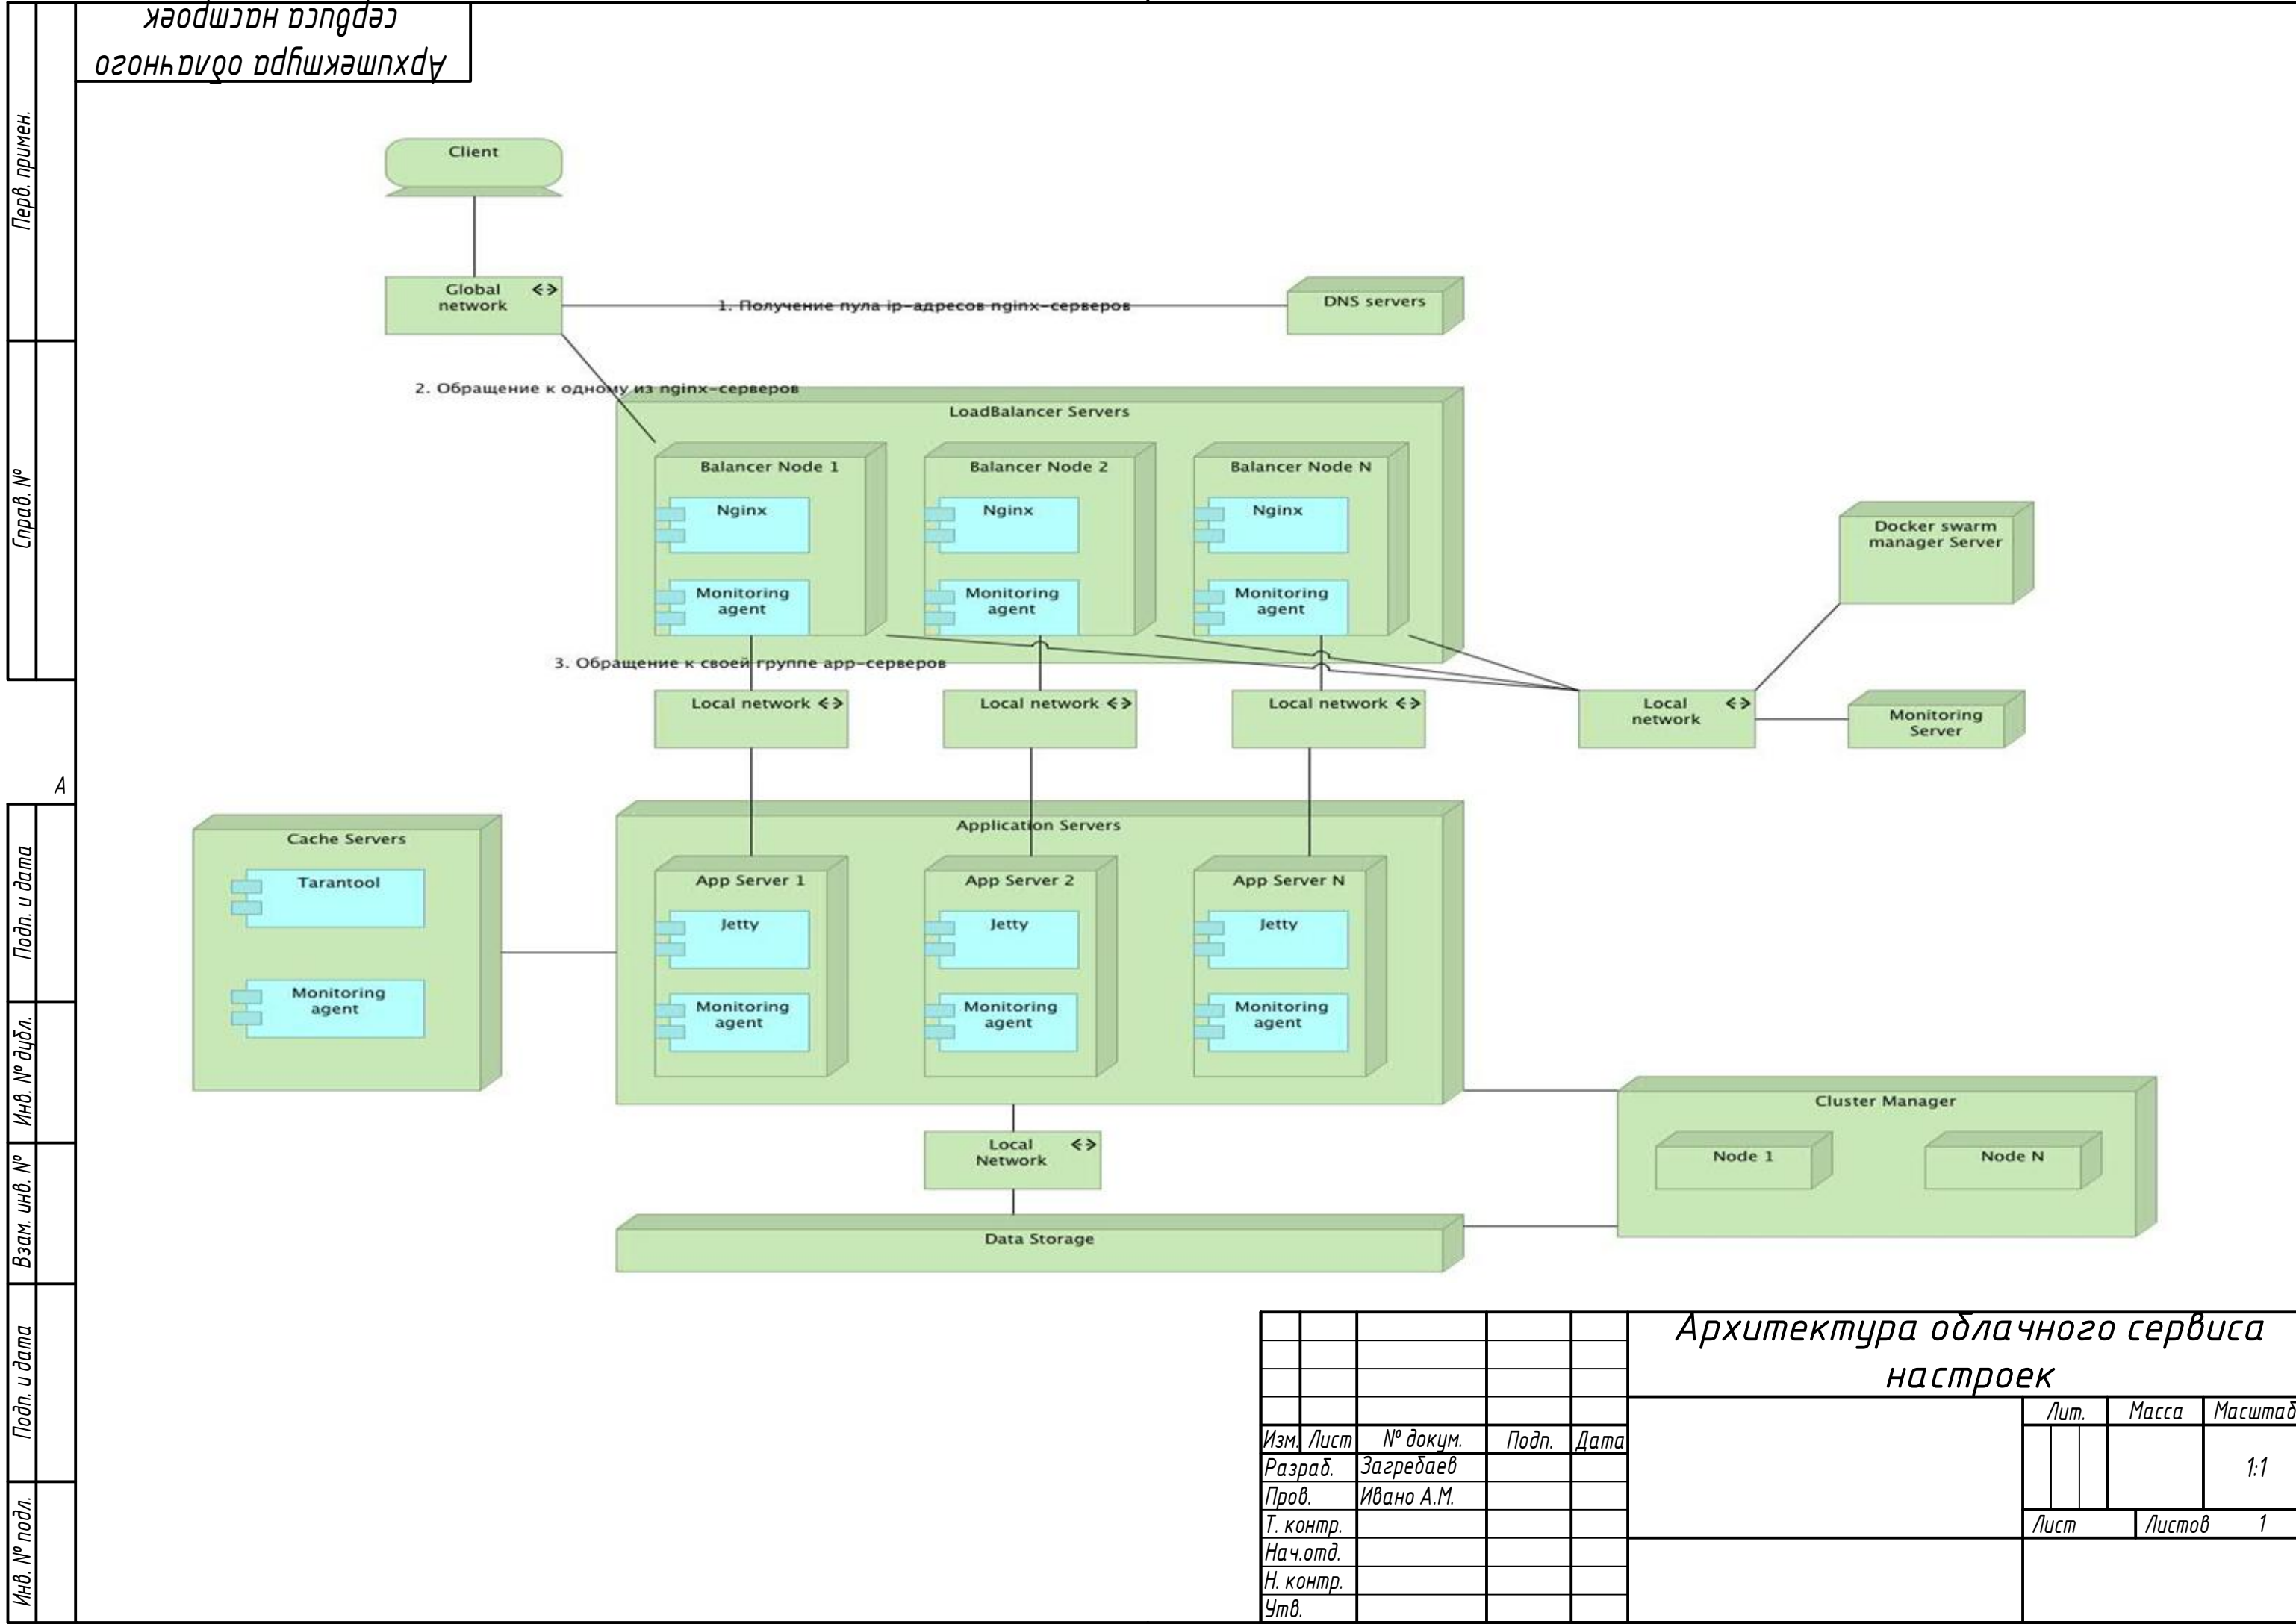 Архитектура облачного
сервиса настроек
Перв. примен.
Справ. №
А
Подп. и дата
Инв. № дубл.
Взам. инв. №
Подп. и дата
Инв. № подл.
Client
Global
network
1. Получение пула ip-адресов nginx-серверов
DNS servers
2. Обращение к одному из nginx-серверов
LoadBalancer Servers
Balancer Node 1
Nginx
Monitoring
agent
Balancer Node 2
Nginx
Monitoring
agent
Balancer Node N
Nginx
Monitoring
agent
Docker swarm
manager Server
3. Обращение к своей группе app-серверов
Local network
Local network
Local network
Local
network
Monitoring
Server
Cache Servers
Tarantool
Monitoring
agent
Application Servers
App Server 1
Jetty
Monitoring
agent
App Server 2
Jetty
Monitoring
agent
App Server N
Jetty
Monitoring
agent
Local
Network
Cluster Manager
Node 1
Node N
Data Storage
Архитектура облачного сервиса
настроек
Лит. Масса Масштаб
1:1
Лист Листов 1
Изм. Лист № докум. Подп. Дата
Разраб. Загребаев
Пров. Ивано А.М.
Т. контр.
Нач.отд.
Н. контр.
Утв.